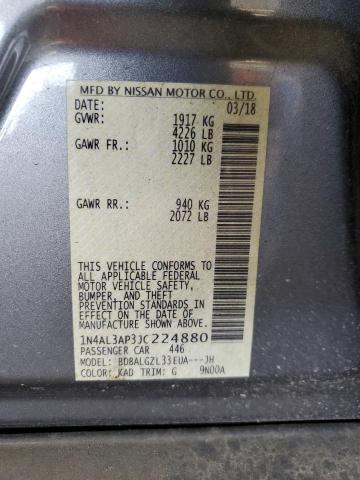 MFD BY NISSAN MOTOR CO., LTD.
DATE: 03/18
GVWR: 1917 KG
4226 LB
GAWR FR.: 1010 KG
2227 LB
GAWR RR.: 940 KG
2072 LB
THIS VEHICLE CONFORMS TO
ALL APPLICABLE FEDERAL
MOTOR VEHICLE SAFETY,
BUMPER, AND THEFT
PREVENTION STANDARDS IN
EFFECT ON THE DATE OF
MANUFACTURE SHOWN ABOVE.
1N4AL3AP3JC224880
PASSENGER CAR 446
MODEL: BDBALGZL33EUA---JH
COLOR: KAD TRIM: G 9N00A